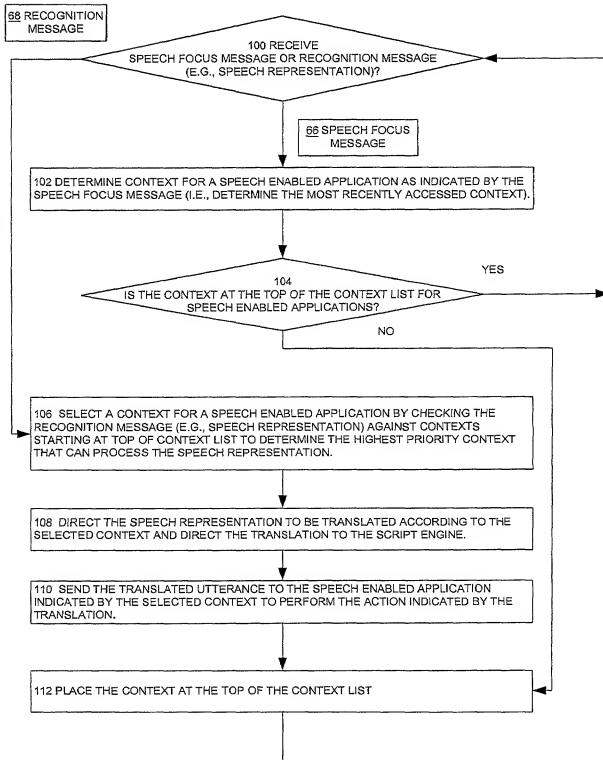 68 RECOGNITION
MESSAGE
100 RECEIVE
SPEECH FOCUS MESSAGE OR RECOGNITION MESSAGE
(E.G., SPEECH REPRESENTATION)?
66 SPEECH FOCUS
MESSAGE
102 DETERMINE CONTEXT FOR A SPEECH ENABLED APPLICATION AS INDICATED BY THE
SPEECH FOCUS MESSAGE (I.E., DETERMINE THE MOST RECENTLY ACCESSED CONTEXT).
YES
104
IS THE CONTEXT AT THE TOP OF THE CONTEXT LIST FOR
SPEECH ENABLED APPLICATIONS?
NO
106 SELECT A CONTEXT FOR A SPEECH ENABLED APPLICATION BY CHECKING THE
RECOGNITION MESSAGE (E.G., SPEECH REPRESENTATION) AGAINST CONTEXTS
STARTING AT TOP OF CONTEXT LIST TO DETERMINE THE HIGHEST PRIORITY CONTEXT
THAT CAN PROCESS THE SPEECH REPRESENTATION.
108 DIRECT THE SPEECH REPRESENTATION TO BE TRANSLATED ACCORDING TO THE
SELECTED CONTEXT AND DIRECT THE TRANSLATION TO THE SCRIPT ENGINE.
110 SEND THE TRANSLATED UTTERANCE TO THE SPEECH ENABLED APPLICATION
INDICATED BY THE SELECTED CONTEXT TO PERFORM THE ACTION INDICATED BY THE
TRANSLATION.
112 PLACE THE CONTEXT AT THE TOP OF THE CONTEXT LIST